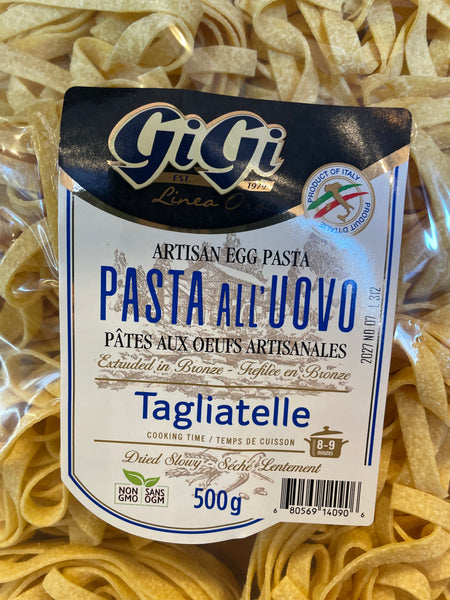 GiGi
EST. 1979
Linea
PRODUCT OF ITALY
PRODUIT D'ITALIE
ARTISAN EGG PASTA
PASTA ALL'UOVO
PÂTES AUX OEUFS ARTISANALES
Extruded in Bronze - Trefilee en Bronze
2027 NO 07 L 312
Tagliatelle
COOKING TIME / TEMPS DE CUISSON
8-9
minutes
Dried Slowy - Séché Lentement
NON GMO
SANS OGM
500g
6 80569 14090 6